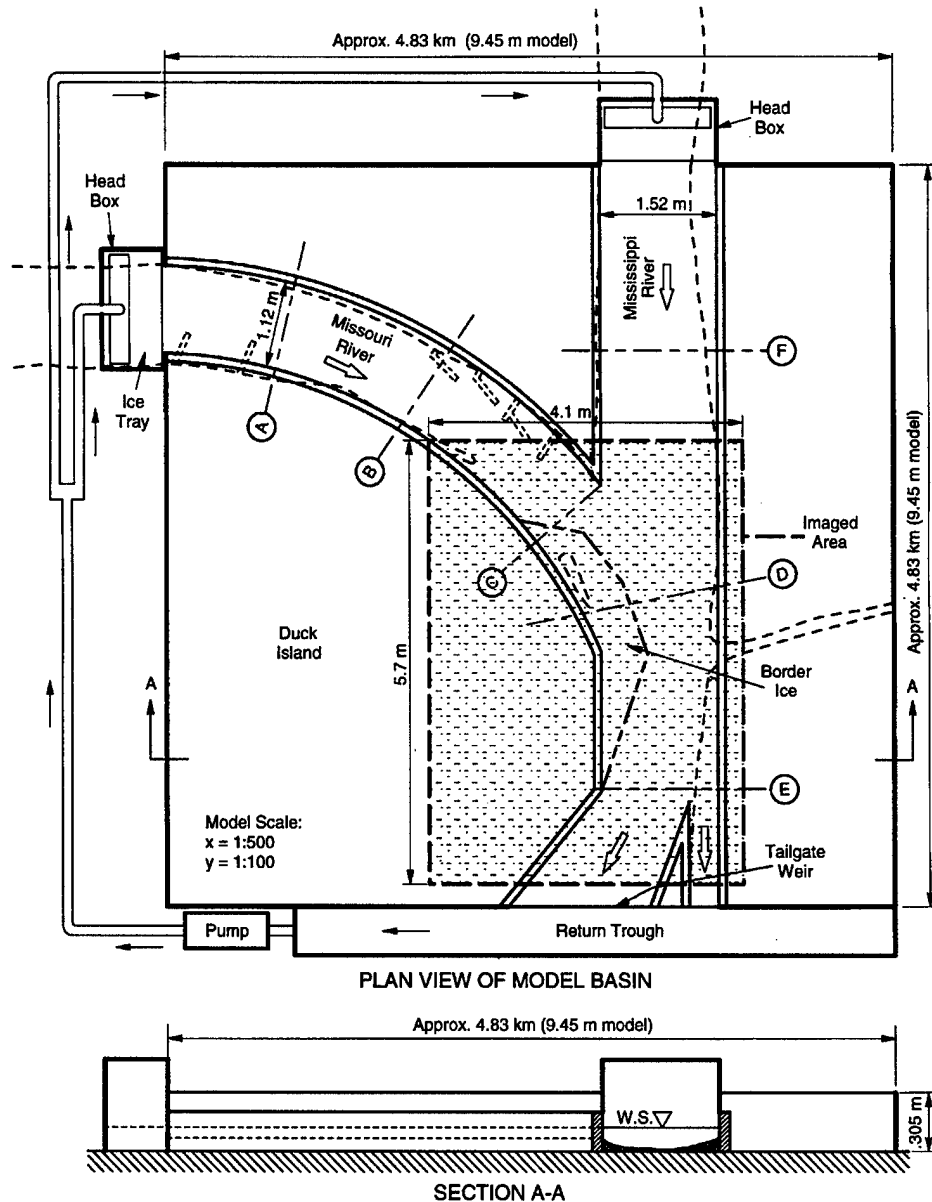 Approx. 4.83 km (9.45 m model)
Head
Box
Head
Box
1.52 m
Mississippi
River
1.12 m
Missouri
River
F
Ice
Tray
A
4.1 m
B
Approx. 4.83 km (9.45 m model)
Imaged
Area
C
D
Duck
Island
5.7 m
Border
Ice
A
A
E
Model Scale:
x = 1:500
y = 1:100
Tailgate
Weir
Pump
Return Trough
PLAN VIEW OF MODEL BASIN
Approx. 4.83 km (9.45 m model)
W.S.
.305 m
SECTION A-A